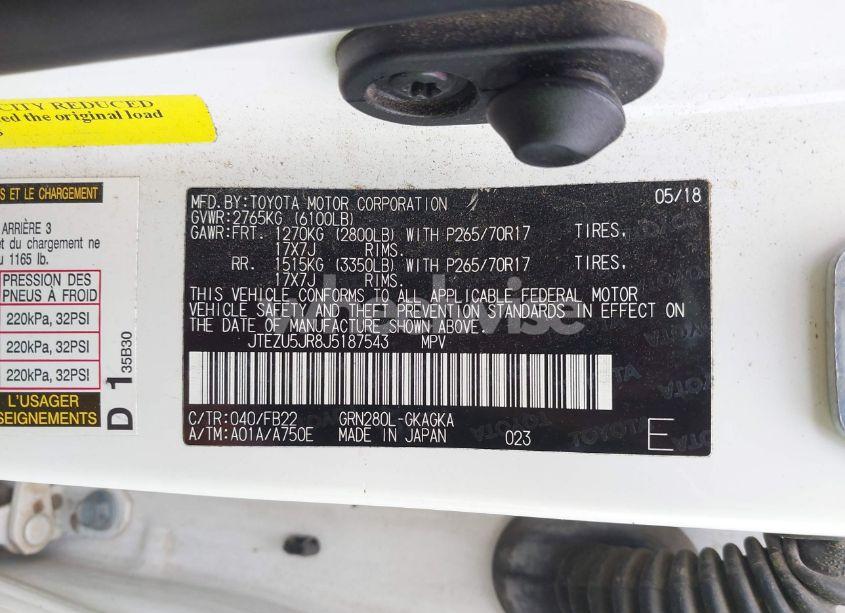 CITY REDUCED
ed the original load
S ET LE CHARGEMENT
ARRIÈRE 3
et du chargement ne
1165 lb.
PRESSION DES
PNEUS À FROID
220kPa, 32PSI
220kPa, 32PSI
220kPa, 32PSI
L'USAGER
SEIGNEMENTS
D 1 35B30
MFD.BY:TOYOTA MOTOR CORPORATION 05/18
GVWR:2765KG (6100LB)
GAWR:FRT. 1270KG (2800LB) WITH P265/70R17 TIRES,
17X7J RIMS.
RR. 1515KG (3350LB) WITH P265/70R17 TIRES,
17X7J RIMS.
THIS VEHICLE CONFORMS TO ALL APPLICABLE FEDERAL MOTOR
VEHICLE SAFETY AND THEFT PREVENTION STANDARDS IN EFFECT ON
THE DATE OF MANUFACTURE SHOWN ABOVE.
JTEZU5JR8J5187543 MPV
C/TR:040/FB22 GRN280L-GKAGKA
A/TM:A01A/A750E MADE IN JAPAN 023 E
TOYOTA